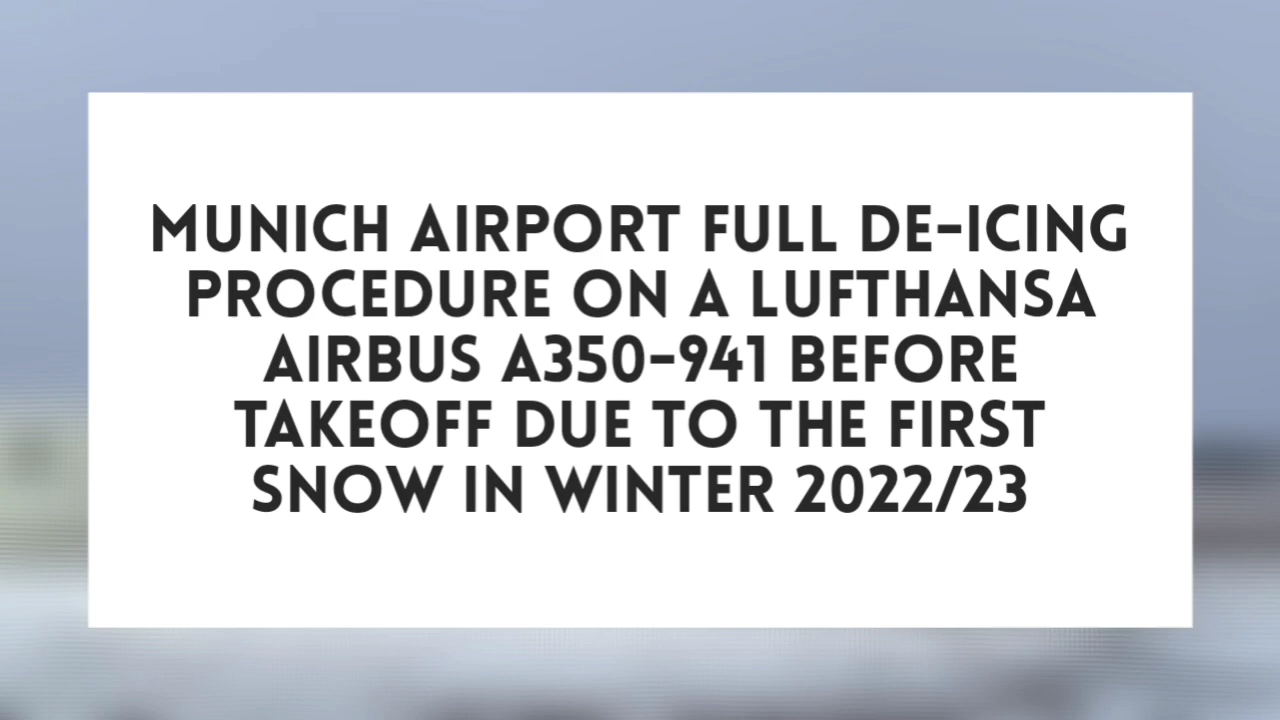 MUNICH AIRPORT FULL DE-ICING
PROCEDURE ON A LUFTHANSA
AIRBUS A350-941 BEFORE
TAKEOFF DUE TO THE FIRST
SNOW IN WINTER 2022/23